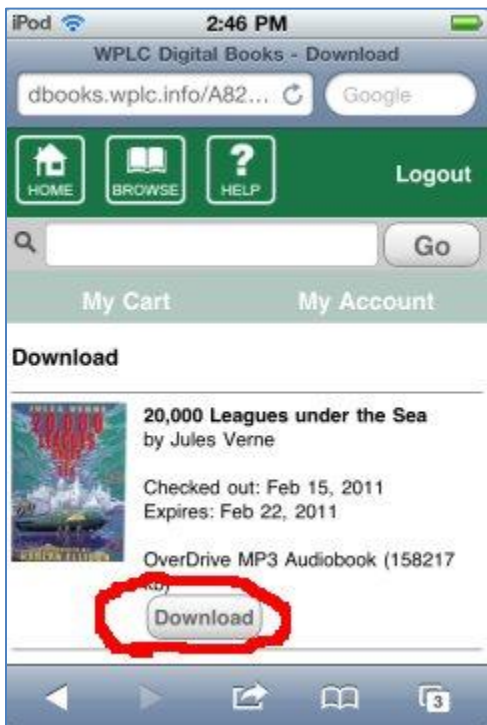 iPod 2:46 PM
WPLC Digital Books - Download
dbooks.wplc.info/A82... Google
HOME BROWSE HELP Logout
Go
My Cart My Account
Download
20,000 Leagues under the Sea
by Jules Verne
Checked out: Feb 15, 2011
Expires: Feb 22, 2011
OverDrive MP3 Audiobook (158217
kb)
Download
3